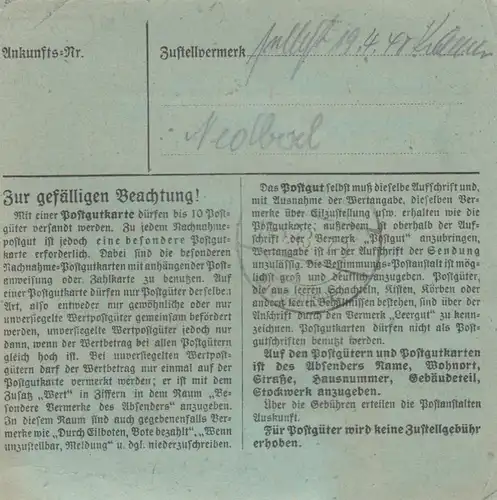 Ankunfts-Nr.
Zustellvermerk
selbst 19.4.48
Zur gefälligen Beachtung!
Mit einer Postgutkarte dürfen bis 10 Post-
güter versandt werden. Zu jedem Nachnahme-
postgut ist jedoch eine besondere Postgut-
karte erforderlich. Dabei sind die besonderen
Nachnahme-Postgutkarten mit anhängender Post-
anweisung oder Zahlkarte zu benutzen. Auf
einer Postgutkarte dürfen nur Postgüter derselben
Art, also entweder nur gewöhnliche oder nur
unversiegelte Wertpostgüter gemeinsam befördert
werden, unversiegelte Wertpostgüter jedoch nur
dann, wenn der Wertbetrag bei allen Postgütern
gleich hoch ist. Bei unversiegelten Wertpost-
gütern darf der Wertbetrag nur einmal auf der
Postgutkarte vermerkt werden; er ist mit dem
Zusatz „Wert“ in Ziffern in dem Raum „Be-
sondere Vermerke des Absenders“ anzugeben.
In diesem Raum sind auch gegebenenfalls Ver-
merke wie „Durch Eilboten, Bote bezahlt“, „Wenn
unzustellbar, Meldung“ u. dgl. niederzuschreiben.
Das Postgut selbst muß dieselbe Aufschrift und,
mit Ausnahme der Wertangabe, dieselben Ver-
merke über Eilzustellung usw. erhalten wie die
Postgutkarte; außerdem ist oberhalb der Auf-
schrift der Vermerk „Postgut“ anzubringen,
Wertangabe ist in der Aufschrift der Sendung
unzulässig. Die Bestimmungs-Postanstalt ist mög-
lichst groß und deutlich anzugeben. Postgüter,
die aus leeren Schachteln, Kisten, Körben oder
anderen leeren Behältnissen bestehen, sind über der
Anschrift durch den Vermerk „Leergut“ zu kenn-
zeichnen. Postgutkarten dürfen nicht als Post-
gutschriften benutzt werden.
Auf den Postgütern und Postgutkarten
ist des Absenders Name, Wohnort,
Straße, Hausnummer, Gebäudeteil,
Stockwerk anzugeben.
Über die Gebühren erteilen die Postanstalten
Auskunft.
Für Postgüter wird keine Zustellgebühr
erhoben.